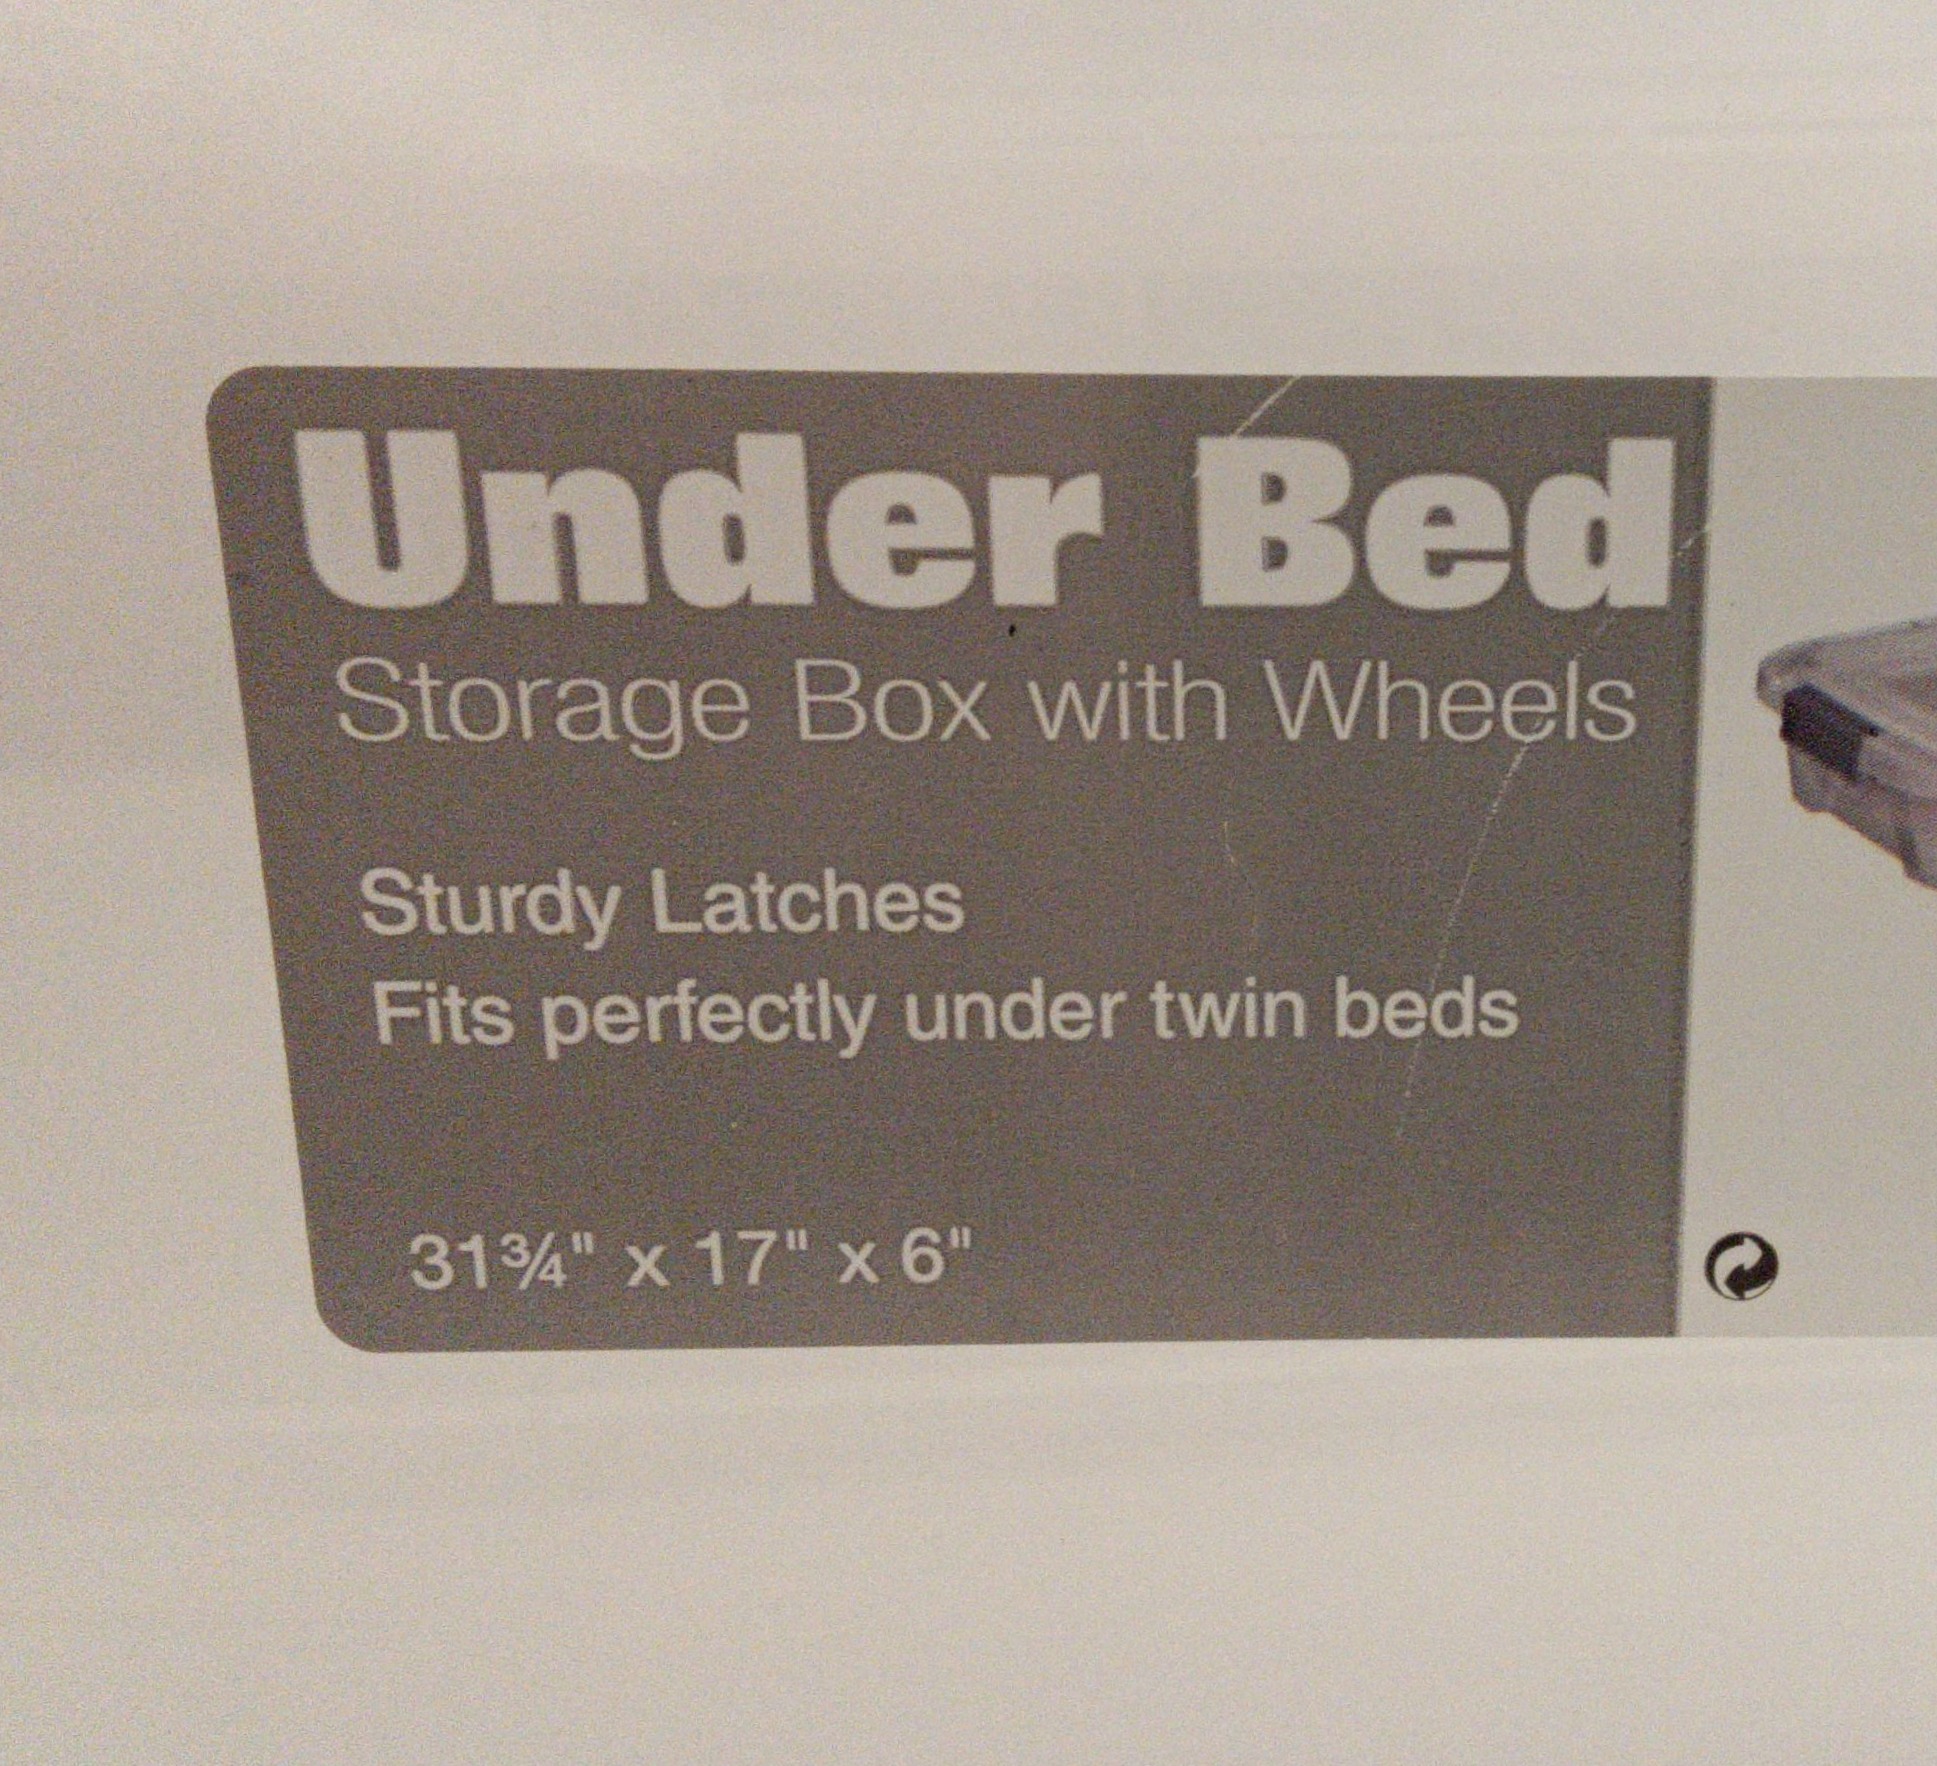 Under Bed
Storage Box with Wheels
Sturdy Latches
Fits perfectly under twin beds
31¾" x 17" x 6"